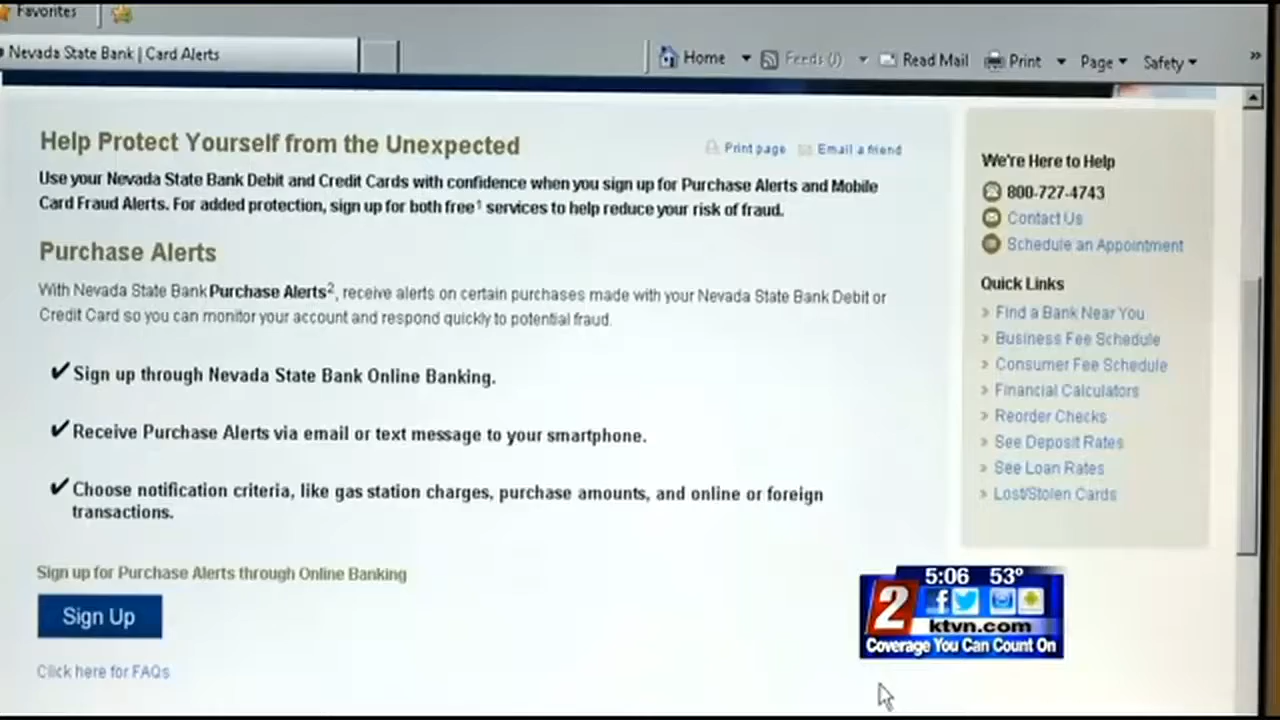 Favorites
Nevada State Bank | Card Alerts
Home
Feeds (J)
Read Mail
Print
Page
Safety
»
Help Protect Yourself from the Unexpected
Print page
Email a friend
Use your Nevada State Bank Debit and Credit Cards with confidence when you sign up for Purchase Alerts and Mobile
Card Fraud Alerts. For added protection, sign up for both free¹ services to help reduce your risk of fraud.
Purchase Alerts
With Nevada State Bank Purchase Alerts², receive alerts on certain purchases made with your Nevada State Bank Debit or
Credit Card so you can monitor your account and respond quickly to potential fraud.
✔ Sign up through Nevada State Bank Online Banking.
✔ Receive Purchase Alerts via email or text message to your smartphone.
✔ Choose notification criteria, like gas station charges, purchase amounts, and online or foreign
transactions.
Sign up for Purchase Alerts through Online Banking
Sign Up
Click here for FAQs
We're Here to Help
800-727-4743
Contact Us
Schedule an Appointment
Quick Links
» Find a Bank Near You
» Business Fee Schedule
» Consumer Fee Schedule
» Financial Calculators
» Reorder Checks
» See Deposit Rates
» See Loan Rates
» Lost/Stolen Cards
5:06 53°
2
ktvn.com
Coverage You Can Count On